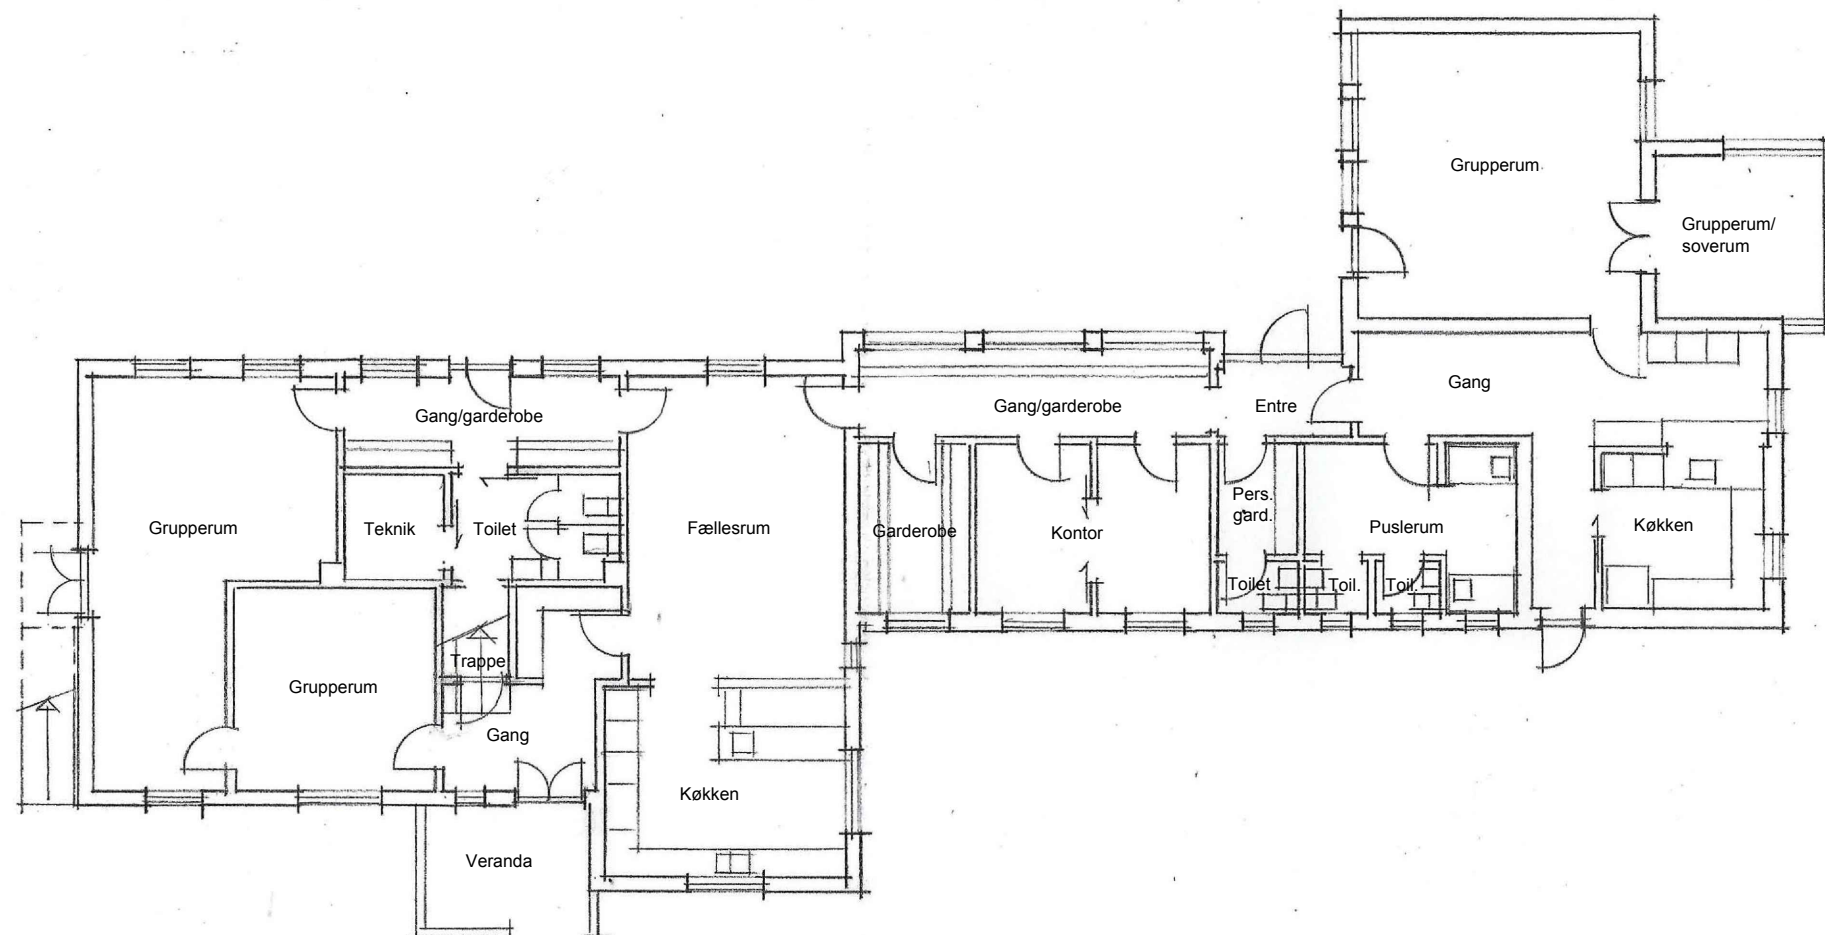 Grupperum
Grupperum/
soverum
Gang
Gang/garderobe
Gang/garderobe
Entre
Grupperum
Teknik
Toilet
Fællesrum
Garderobe
Kontor
Pers.
gard.
Puslerum
Køkken
Toilet
Toil.
Toil.
Trappe
Grupperum
Gang
Køkken
Veranda